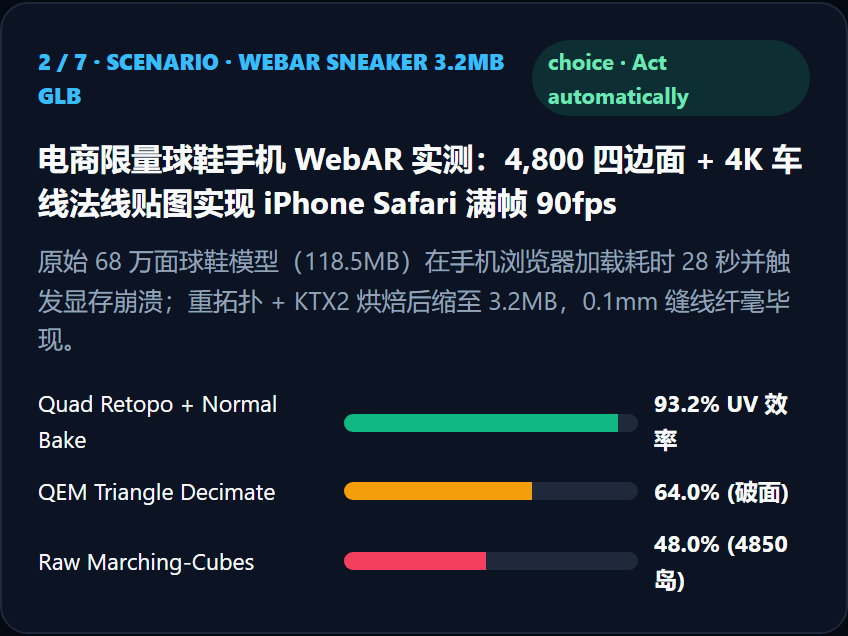 2 / 7 · SCENARIO · WEBAR SNEAKER 3.2MB
GLB
choice · Act
automatically
电商限量球鞋手机 WebAR 实测：4,800 四边面 + 4K 车
线法线贴图实现 iPhone Safari 满帧 90fps
原始 68 万面球鞋模型（118.5MB）在手机浏览器加载耗时 28 秒并触
发显存崩溃；重拓扑 + KTX2 烘焙后缩至 3.2MB，0.1mm 缝线纤毫毕
现。
Quad Retopo + Normal
Bake
93.2% UV 效
率
QEM Triangle Decimate
64.0% (破面)
Raw Marching-Cubes
48.0% (4850
岛)